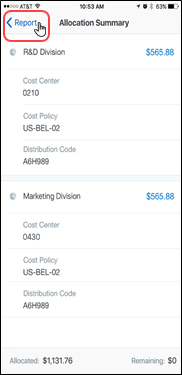 ●●○○○ AT&T 10:53 AM 63%
Report Allocation Summary
R&D Division $565.88
Cost Center
0210
Cost Policy
US-BEL-02
Distribution Code
A6H989
Marketing Division $565.88
Cost Center
0430
Cost Policy
US-BEL-02
Distribution Code
A6H989
Allocated: $1,131.76 Remaining: $0